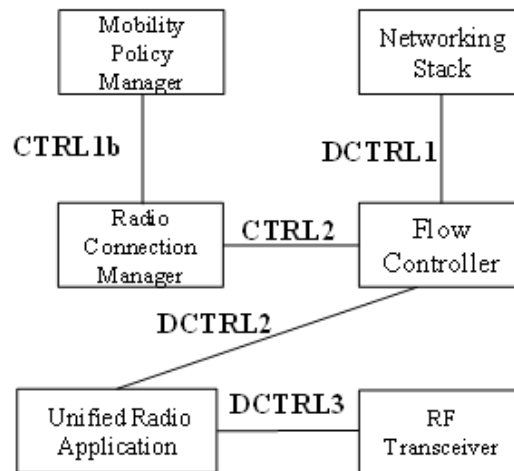 Mobility
Policy
Manager
Networking
Stack
CTRL1b
DCTRL1
Radio
Connection
Manager
CTRL2
Flow
Controller
DCTRL2
Unified Radio
Application
DCTRL3
RF
Transceiver